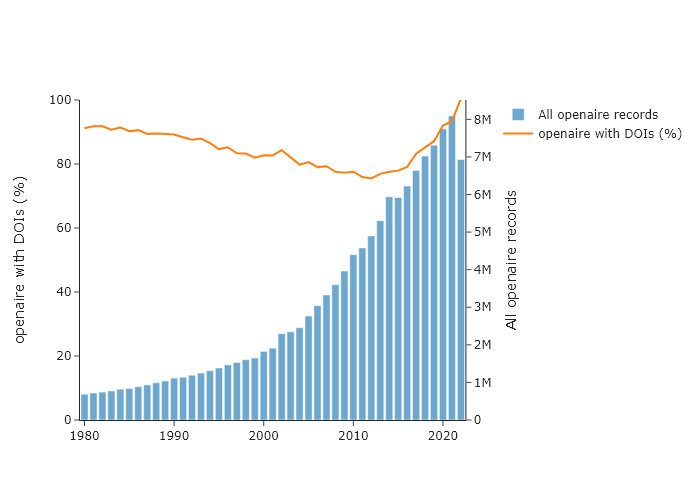 All openaire records
openaire with DOIs (%)
100
80
60
40
20
0
openaire with DOIs (%)
8M
7M
6M
5M
4M
3M
2M
1M
0
All openaire records
1980
1990
2000
2010
2020